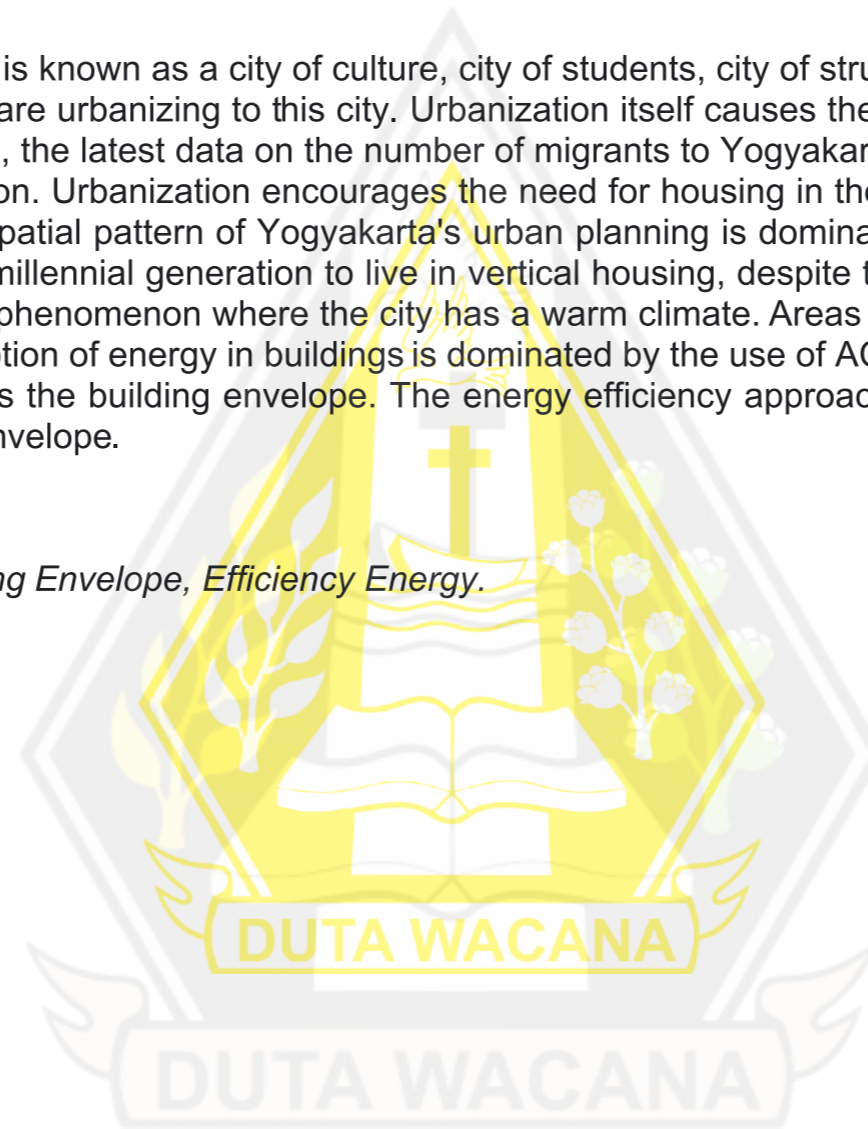 is known as a city of culture, city of students, city of stru
are urbanizing to this city. Urbanization itself causes the
, the latest data on the number of migrants to Yogyakar
on. Urbanization encourages the need for housing in the
patial pattern of Yogyakarta's urban planning is domina
millennial generation to live in vertical housing, despite t
phenomenon where the city has a warm climate. Areas
tion of energy in buildings is dominated by the use of AC
s the building envelope. The energy efficiency approac
nvelope.
ng Envelope, Efficiency Energy.
DUTA WACANA
DUTA WACANA